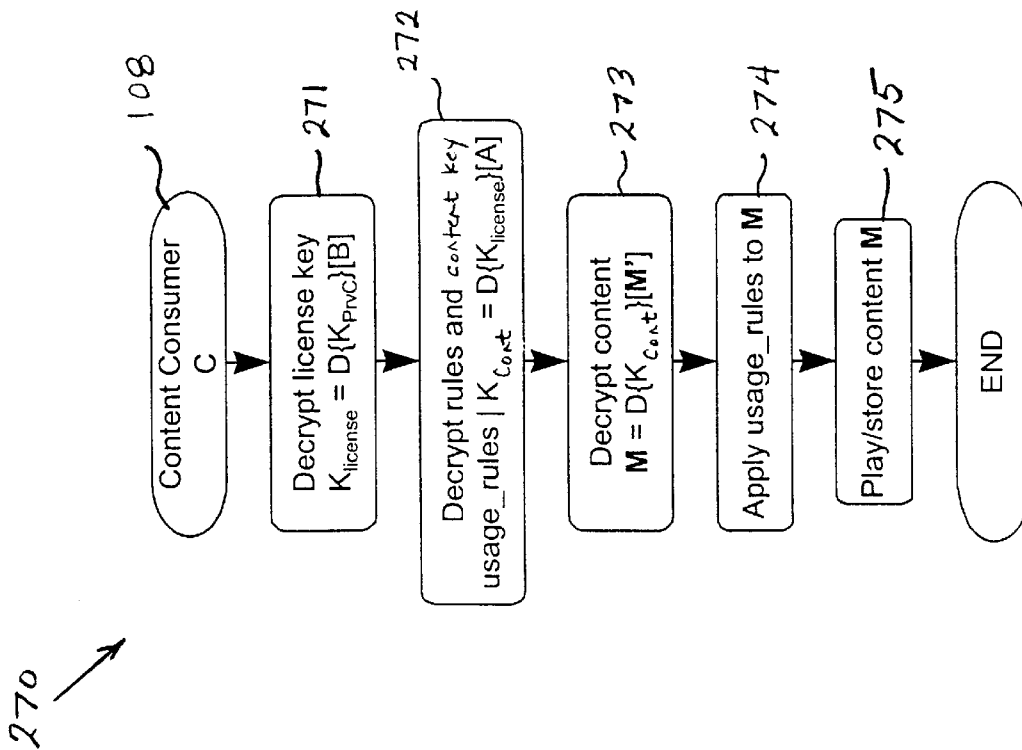 270
Content Consumer
C
108
Decrypt license key
K_license = D{K_PrvC}[B]
271
Decrypt rules and content key
usage_rules | K_Cont = D{K_license}[A]
272
Decrypt content
M = D{K_Cont}[M']
273
Apply usage_rules to M
274
Play/store content M
275
END